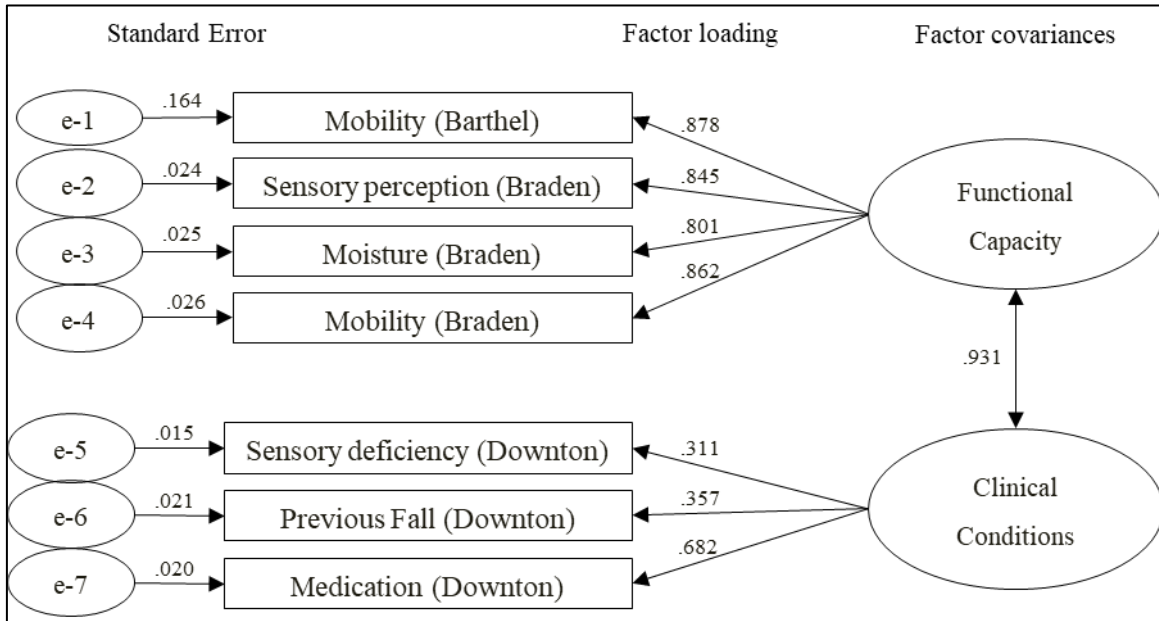 Standard Error Factor loading Factor covariances
e-1 .164 Mobility (Barthel) .878
e-2 .024 Sensory perception (Braden) .845
Functional
e-3 .025 Moisture (Braden) .801
Capacity
e-4 .026 Mobility (Braden) .862
.931
e-5 .015 Sensory deficiency (Downton) .311
Clinical
e-6 .021 Previous Fall (Downton) .357
Conditions
e-7 .020 Medication (Downton) .682